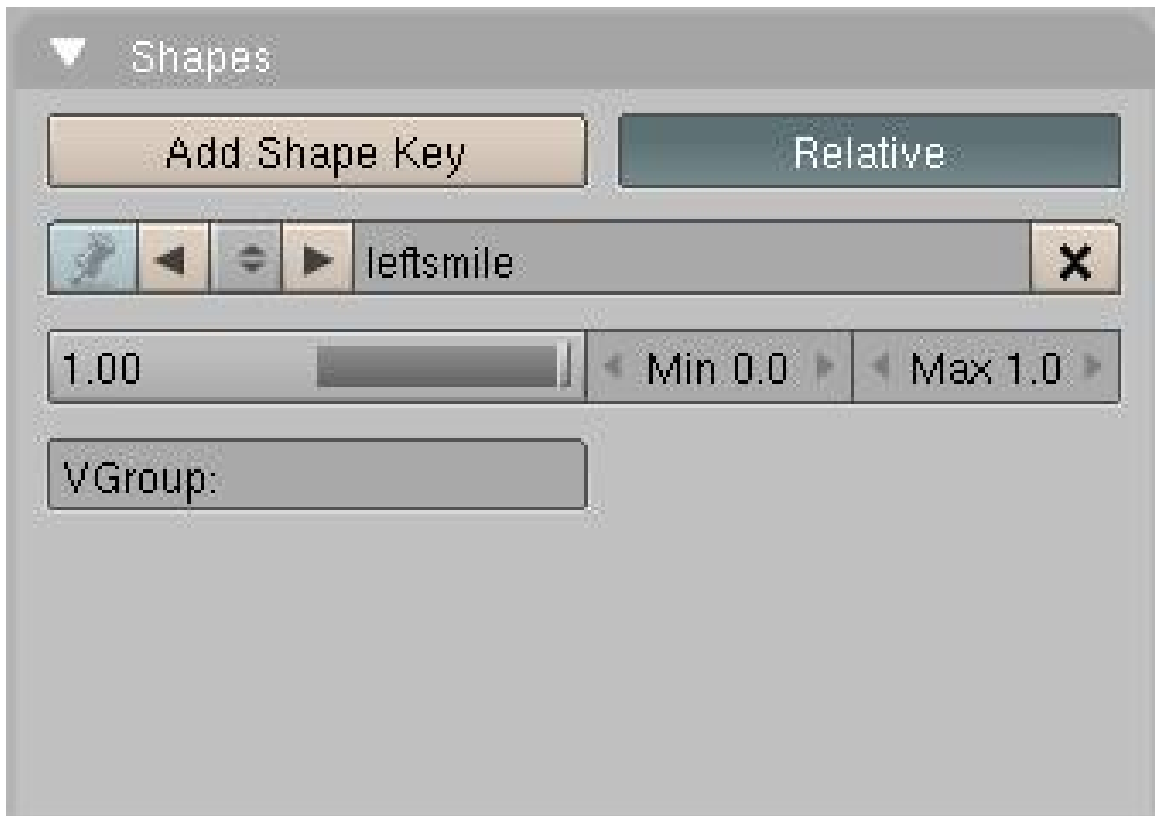 Shapes
Add Shape Key Relative
leftsmile
1.00 Min 0.0 Max 1.0
VGroup: